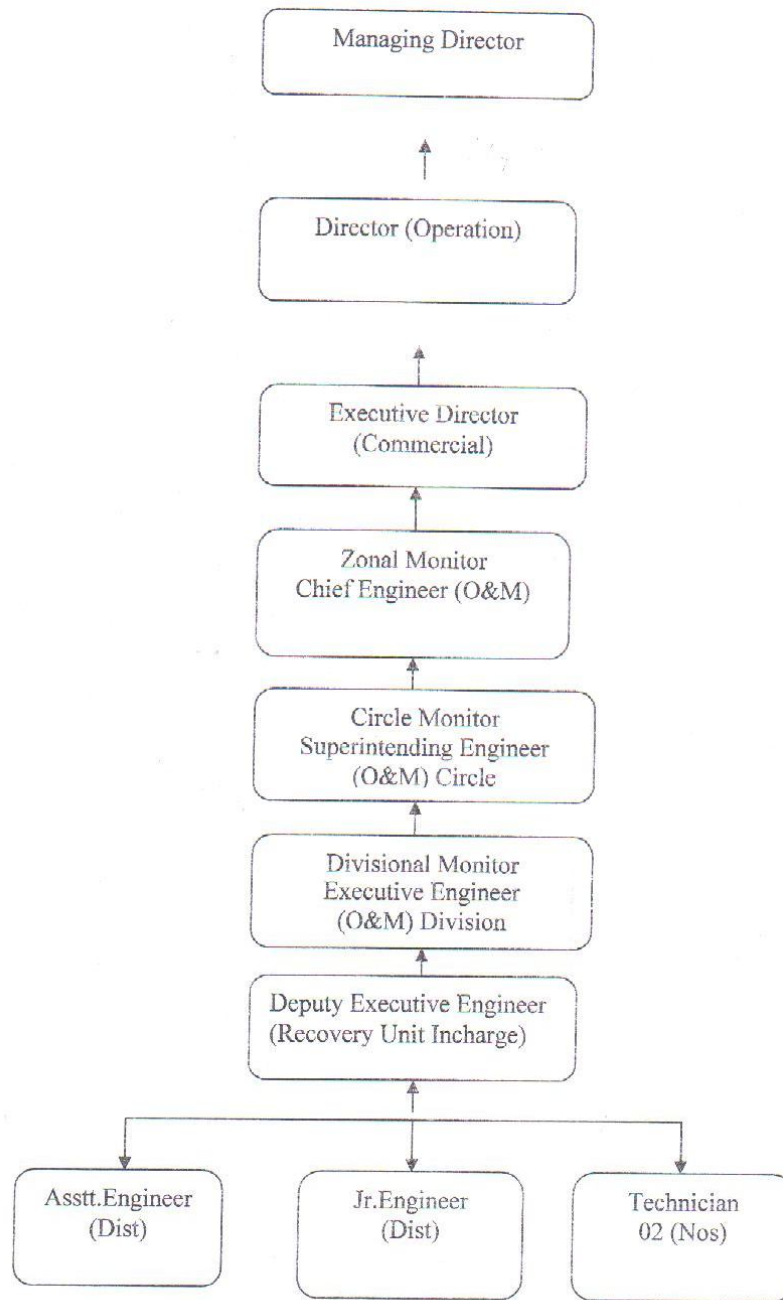 Managing Director
Director (Operation)
Executive Director
(Commercial)
Zonal Monitor
Chief Engineer (O&M)
Circle Monitor
Superintending Engineer
(O&M) Circle
Divisional Monitor
Executive Engineer
(O&M) Division
Deputy Executive Engineer
(Recovery Unit Incharge)
Asstt.Engineer
(Dist)
Jr.Engineer
(Dist)
Technician
02 (Nos)